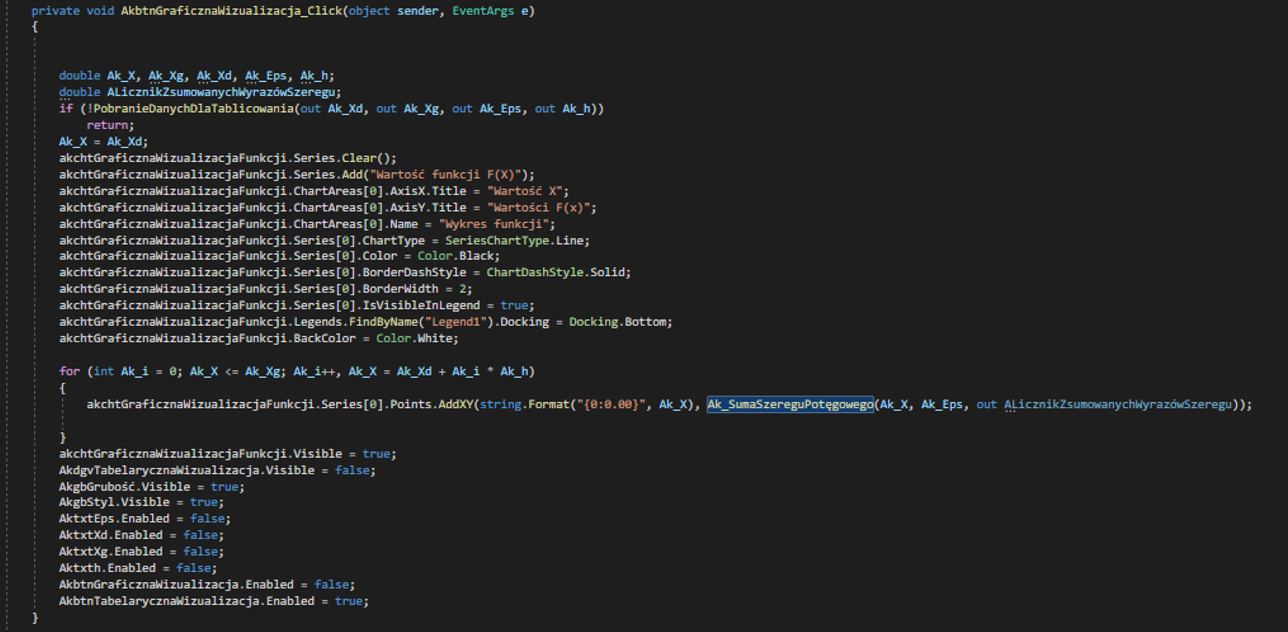 private void AkbtnGraficznaWizualizacja_Click(object sender, EventArgs e)
{
double Ak_X, Ak_Xg, Ak_Xd, Ak_Eps, Ak_h;
double ALicznikZsumowanychWyrazówSzeregu;
if (!PobranieDanychDlaTablicowania(out Ak_Xd, out Ak_Xg, out Ak_Eps, out Ak_h))
return;
Ak_X = Ak_Xd;
akchtGraficznaWizualizacjaFunkcji.Series.Clear();
akchtGraficznaWizualizacjaFunkcji.Series.Add("Wartość funkcji F(X)");
akchtGraficznaWizualizacjaFunkcji.ChartAreas[0].AxisX.Title = "Wartość X";
akchtGraficznaWizualizacjaFunkcji.ChartAreas[0].AxisY.Title = "Wartości F(x)";
akchtGraficznaWizualizacjaFunkcji.ChartAreas[0].Name = "Wykres funkcji";
akchtGraficznaWizualizacjaFunkcji.Series[0].ChartType = SeriesChartType.Line;
akchtGraficznaWizualizacjaFunkcji.Series[0].Color = Color.Black;
akchtGraficznaWizualizacjaFunkcji.Series[0].BorderDashStyle = ChartDashStyle.Solid;
akchtGraficznaWizualizacjaFunkcji.Series[0].BorderWidth = 2;
akchtGraficznaWizualizacjaFunkcji.Series[0].IsVisibleInLegend = true;
akchtGraficznaWizualizacjaFunkcji.Legends.FindByName("Legend1").Docking = Docking.Bottom;
akchtGraficznaWizualizacjaFunkcji.BackColor = Color.White;
for (int Ak_i = 0; Ak_X <= Ak_Xg; Ak_i++, Ak_X = Ak_Xd + Ak_i * Ak_h)
{
akchtGraficznaWizualizacjaFunkcji.Series[0].Points.AddXY(string.Format("{0:0.00}", Ak_X), Ak_SumaSzereguPotęgowego(Ak_X, Ak_Eps, out ALicznikZsumowanychWyrazówSzeregu));
}
akchtGraficznaWizualizacjaFunkcji.Visible = true;
AkdgvTabelarycznaWizualizacja.Visible = false;
AkgbGrubość.Visible = true;
AkgbStyl.Visible = true;
AktxtEps.Enabled = false;
AktxtXd.Enabled = false;
AktxtXg.Enabled = false;
Aktxth.Enabled = false;
AkbtnGraficznaWizualizacja.Enabled = false;
AkbtnTabelarycznaWizualizacja.Enabled = true;
}